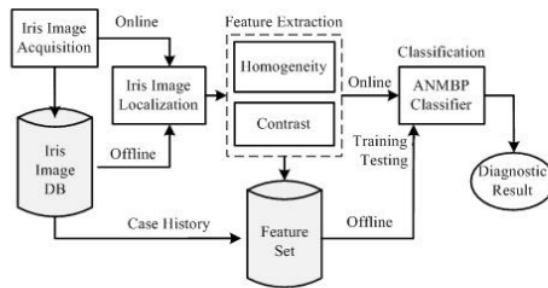 Iris Image
Acquisition
Online
Iris Image
Localization
Offline
Iris
Image
DB
Case History
Feature Extraction
Homogeneity
Contrast
Feature
Set
Online
Training
Testing
Offline
Classification
ANMBP
Classifier
Diagnostic
Result